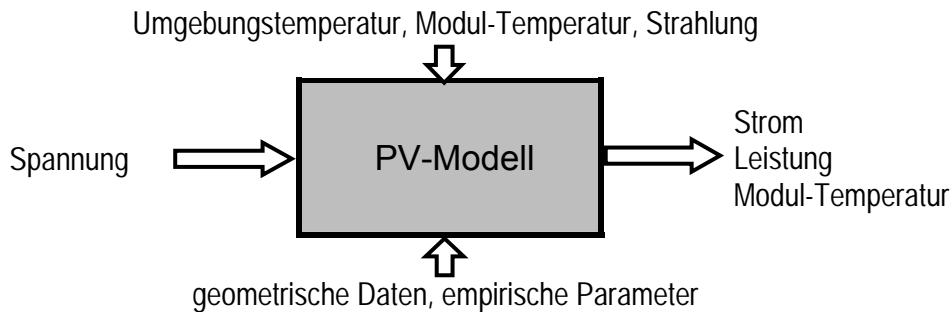 Umgebungstemperatur, Modul-Temperatur, Strahlung
Spannung
PV-Modell
Strom
Leistung
Modul-Temperatur
geometrische Daten, empirische Parameter